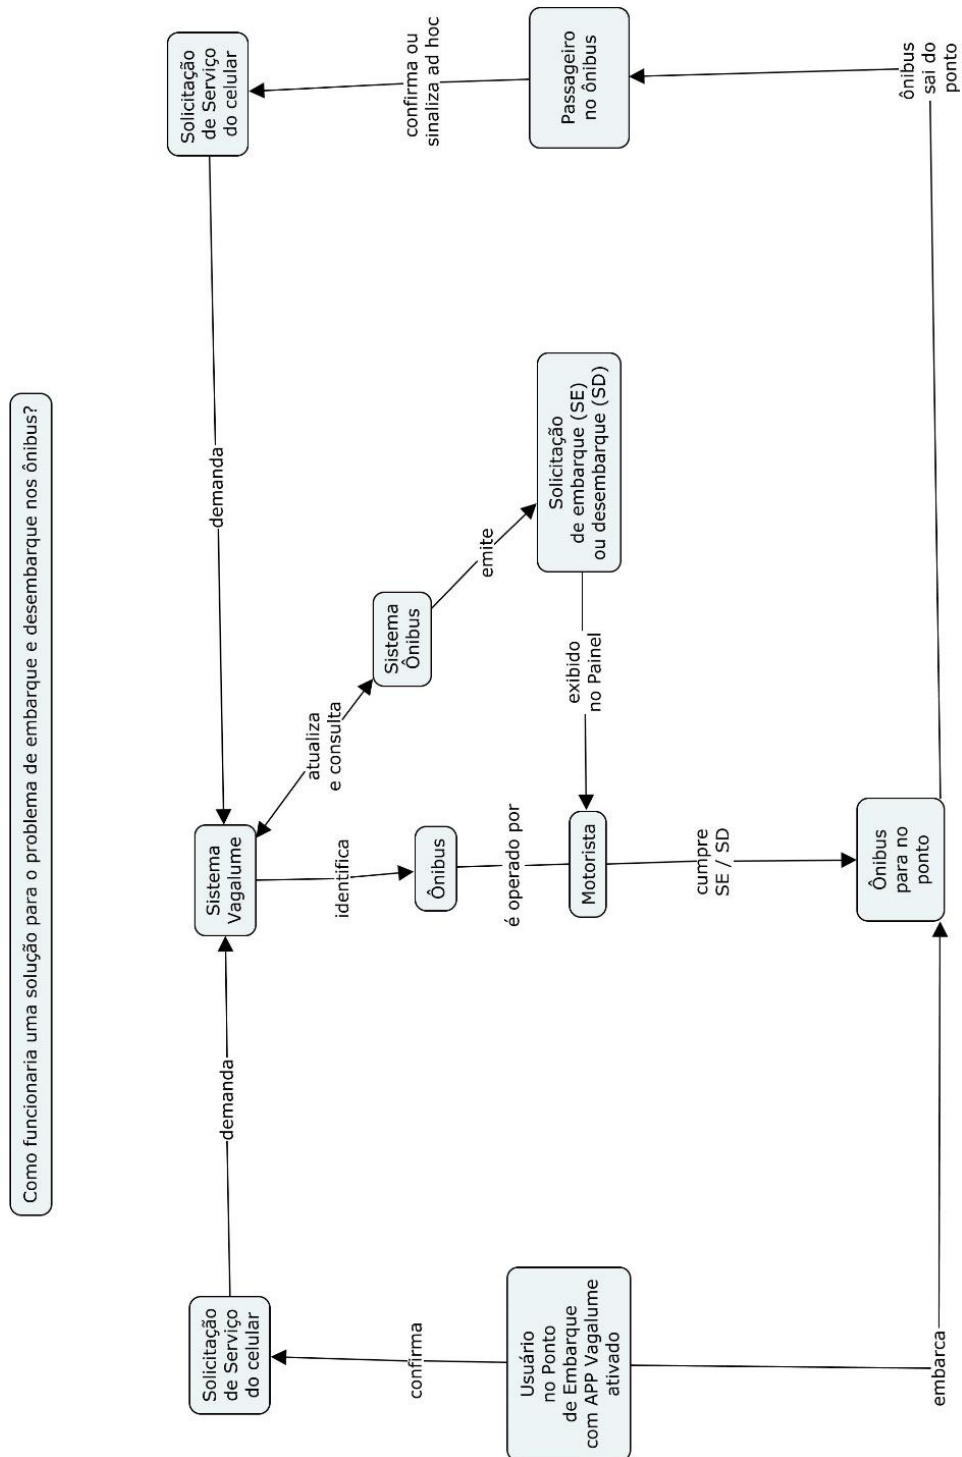 Como funcionaria uma solução para o problema de embarque e desembarque nos ônibus?
Solicitação
de Serviço
do celular
demanda
Sistema
Vagalume
demanda
Solicitação
de Serviço
do celular
identifica
atualiza
e consulta
confirma
Ônibus
Sistema
Ônibus
confirma ou
sinaliza ad hoc
é operado por
emite
Usuário
no Ponto
de Embarque
com APP Vagalume
ativado
Motorista
exibido
no Painel
Solicitação
de embarque (SE)
ou desembarque (SD)
Passageiro
no ônibus
cumpre
SE / SD
embarca
Ônibus
para no
ponto
ônibus
sai do
ponto